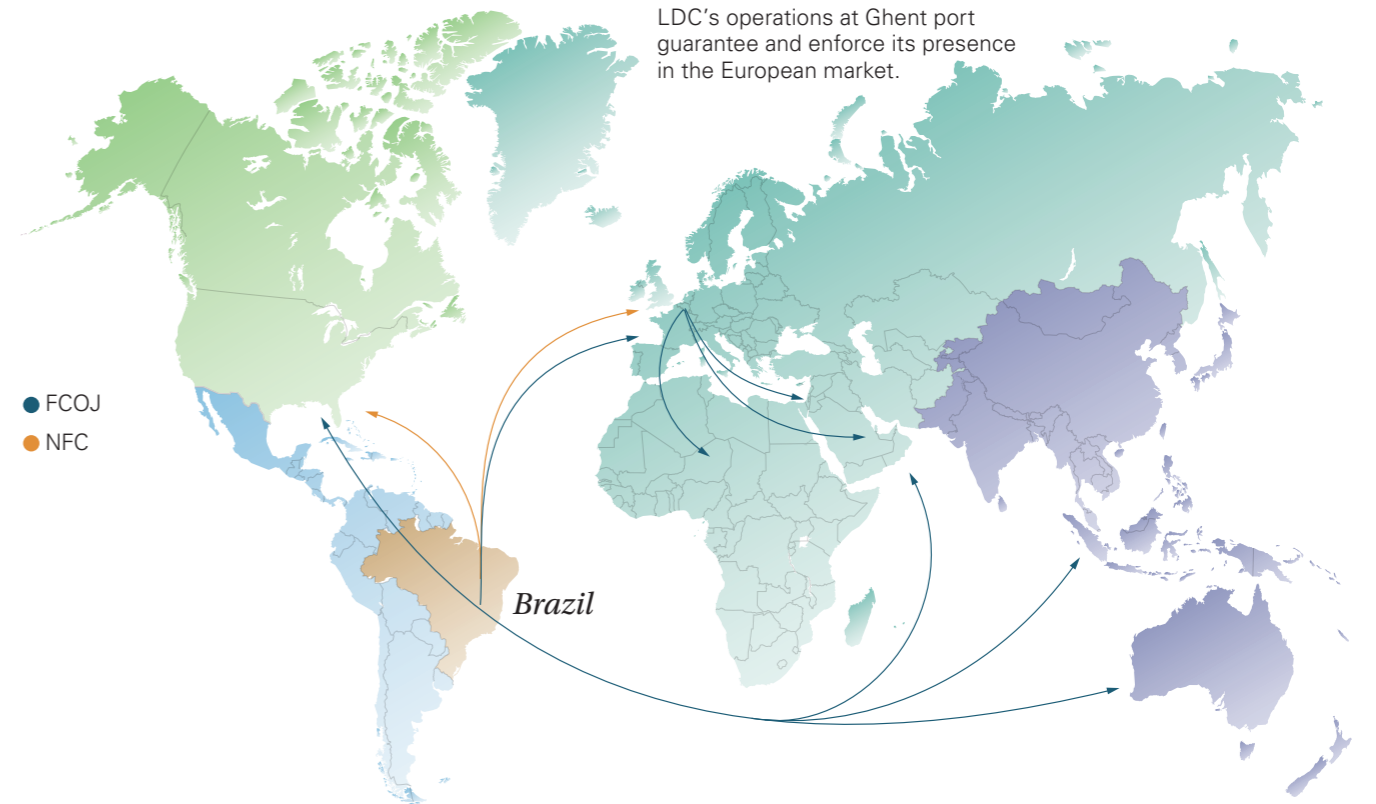 LDC’s operations at Ghent port
guarantee and enforce its presence
in the European market.
FCOJ
NFC
Brazil